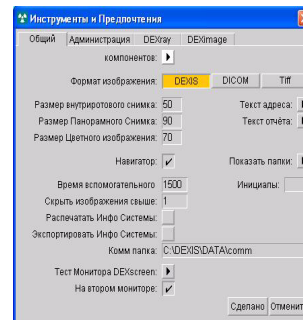 Инструменты и Предпочтения
Общий Администрация DEXray DEXimage
компонентов:
Формат изображения: DEXIS DICOM Tiff
Размер внутриротового снимка: 50 Текст адреса:
Размер Панорамного Снимка: 90 Текст отчёта:
Размер Цветного изображения: 70
Навигатор: Показать папки:
Время вспомогательного 1500 Инициалы:
Скрыть изображения свыше: 1
Распечатать Инфо Системы:
Экспортировать Инфо Системы:
Комм папка: C:\DEXIS\DATA\comm
Тест Монитора DEXscreen:
На втором мониторе:
Сделано Отменит